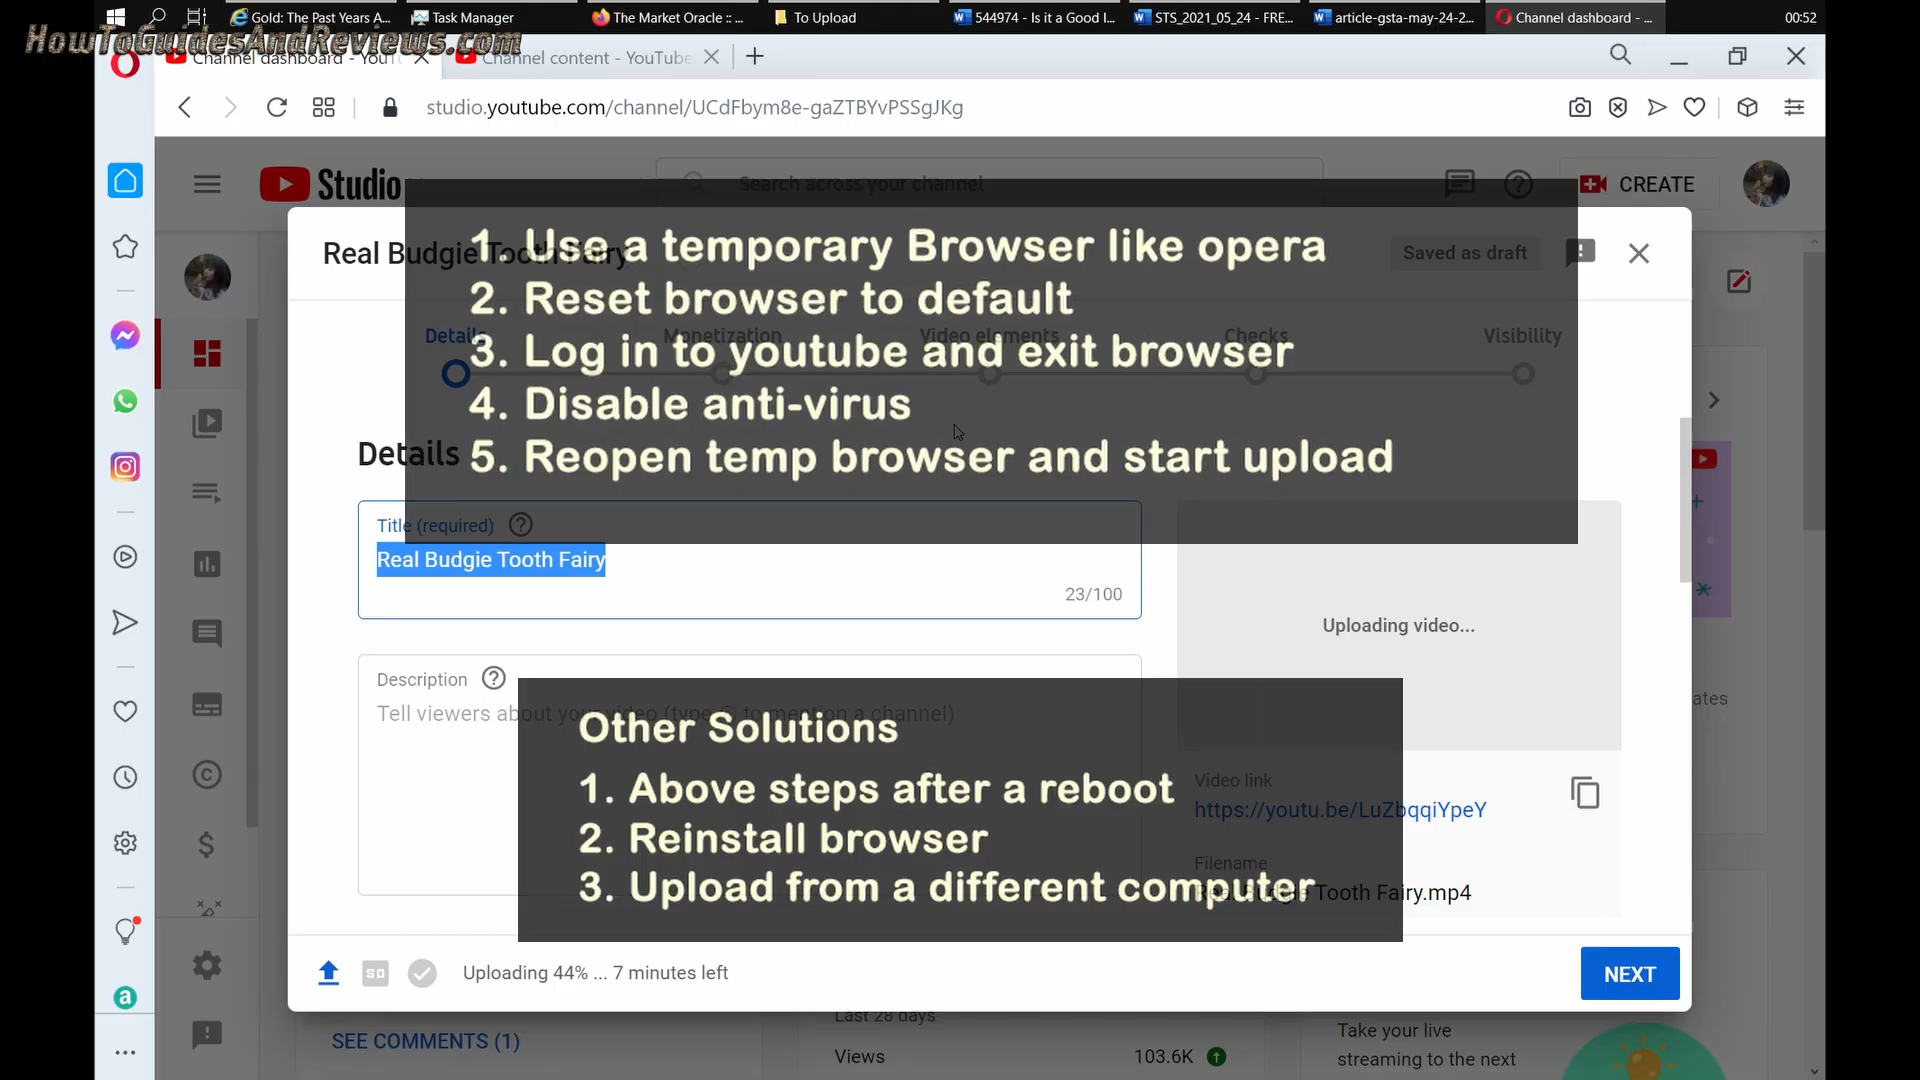 Gold: The Past Years A...
Task Manager
The Market Oracle :: ...
To Upload
544974 - Is it a Good I...
STS_2021_05_24 - FRE...
article-gsta-may-24-2...
Channel dashboard - ...
00:52
HowToGuidesAndReviews.com
Channel dashboard - YouT
Channel content - YouTube
studio.youtube.com/channel/UCdFbym8e-gaZTBYvPSSgJKg
Studio
Search across your channel
CREATE
Real Budgie Tooth Fairy
Saved as draft
1. Use a temporary Browser like opera
2. Reset browser to default
Details
Monetization
Video elements
Checks
Visibility
3. Log in to youtube and exit browser
4. Disable anti-virus
Details
5. Reopen temp browser and start upload
Title (required)
Real Budgie Tooth Fairy
23/100
Uploading video...
Description
Tell viewers about your video (type @ to mention a channel)
ates
Other Solutions
1. Above steps after a reboot
2. Reinstall browser
3. Upload from a different computer
Video link
https://youtu.be/LuZbqqiYpeY
Filename
Real Budgie Tooth Fairy.mp4
SD
Uploading 44% ... 7 minutes left
NEXT
SEE COMMENTS (1)
Last 28 days
Views
103.6K
Take your live
streaming to the next